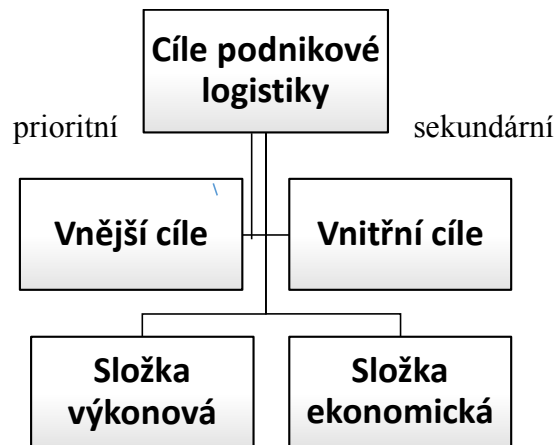 Cíle podnikové
logistiky
prioritní
sekundární
Vnější cíle
Vnitřní cíle
Složka
výkonová
Složka
ekonomická